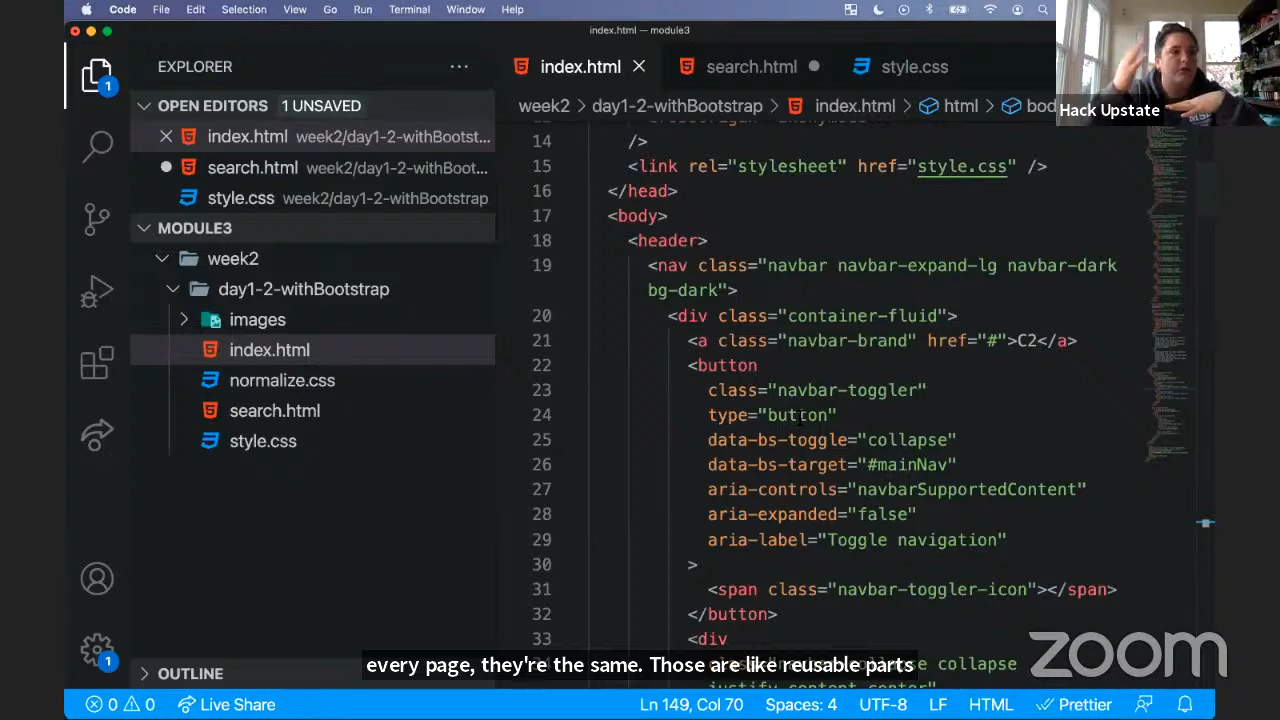 Code File Edit Selection View Go Run Terminal Window Help
index.html — module3
EXPLORER
index.html
search.html
style.css
OPEN EDITORS 1 UNSAVED
index.html week2/day1-2-withBootst...
search.html week2/day1-2-withB...
style.css week2/day1-2-withBootstrap
MODULE3
week2
day1-2-withBootstrap
images
index.html
normalize.css
search.html
style.css
OUTLINE
week2 > day1-2-withBootstrap > index.html > html > bod
14 />
15 <link rel="stylesheet" href="style.css" />
16 </head>
17 <body>
18 <header>
19 <nav class="navbar navbar-expand-lg navbar-dark
bg-dark">
20 <div class="container-fluid">
21 <a class="navbar-brand" href="#">C2</a>
22 <button
23 class="navbar-toggler"
24 type="button"
25 data-bs-toggle="collapse"
26 data-bs-target="#mainNav"
27 aria-controls="navbarSupportedContent"
28 aria-expanded="false"
29 aria-label="Toggle navigation"
30 >
31 <span class="navbar-toggler-icon"></span>
32 </button>
33 <div
collapse
Hack Upstate
every page, they're the same. Those are like reusable parts
zoom
1
1
0 0 Live Share Ln 149, Col 70 Spaces: 4 UTF-8 LF HTML Prettier